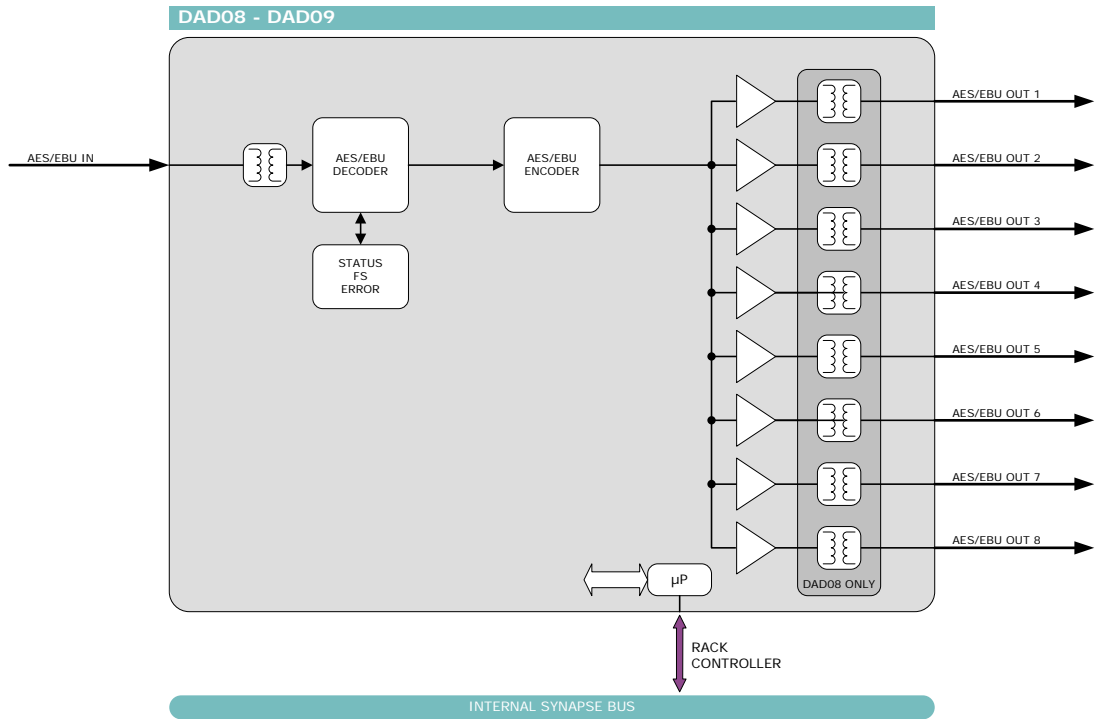 DAD08 - DAD09
AES/EBU IN
AES/EBU
DECODER
AES/EBU
ENCODER
STATUS
FS
ERROR
AES/EBU OUT 1
AES/EBU OUT 2
AES/EBU OUT 3
AES/EBU OUT 4
AES/EBU OUT 5
AES/EBU OUT 6
AES/EBU OUT 7
AES/EBU OUT 8
DAD08 ONLY
µP
RACK
CONTROLLER
INTERNAL SYNAPSE BUS